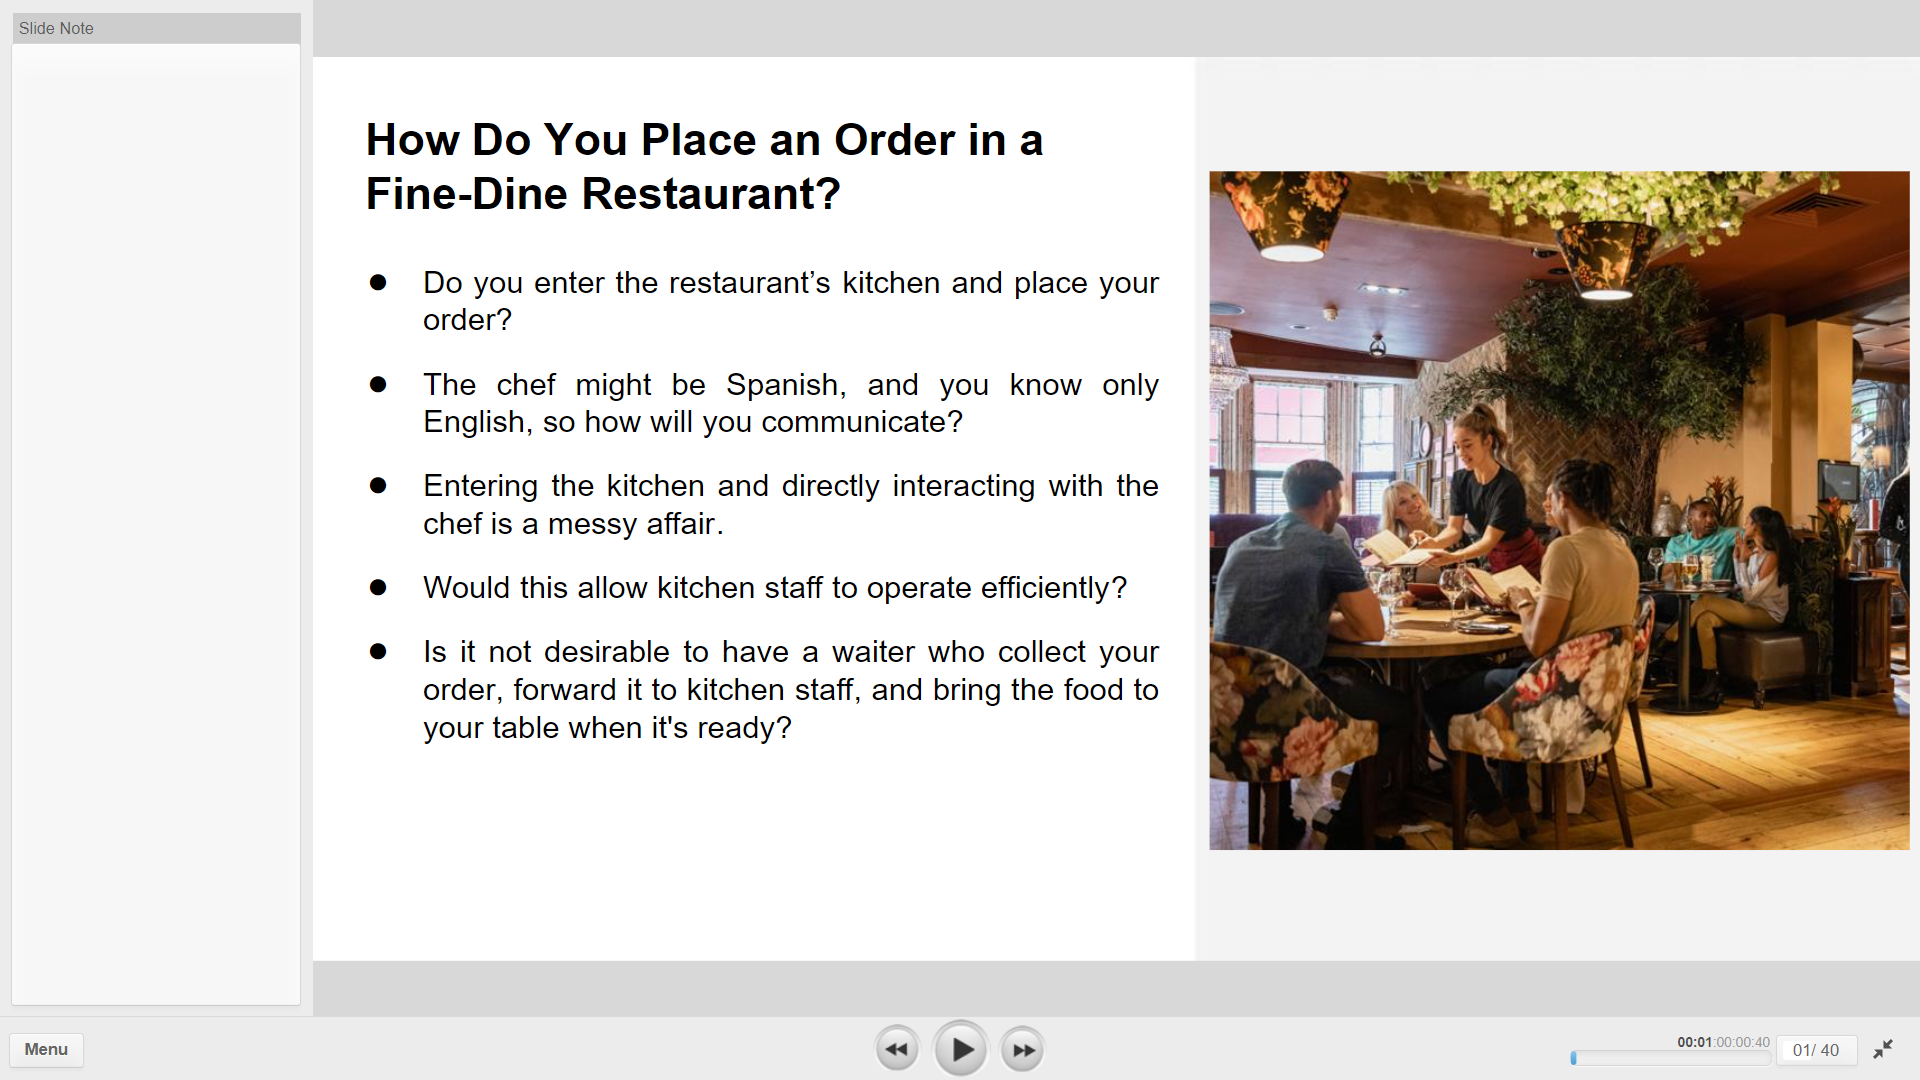 Slide Note
How Do You Place an Order in a
Fine-Dine Restaurant?
● Do you enter the restaurant’s kitchen and place your
order?
● The chef might be Spanish, and you know only
English, so how will you communicate?
● Entering the kitchen and directly interacting with the
chef is a messy affair.
● Would this allow kitchen staff to operate efficiently?
● Is it not desirable to have a waiter who collect your
order, forward it to kitchen staff, and bring the food to
your table when it's ready?
Menu
00:01:00:00:40
01/ 40